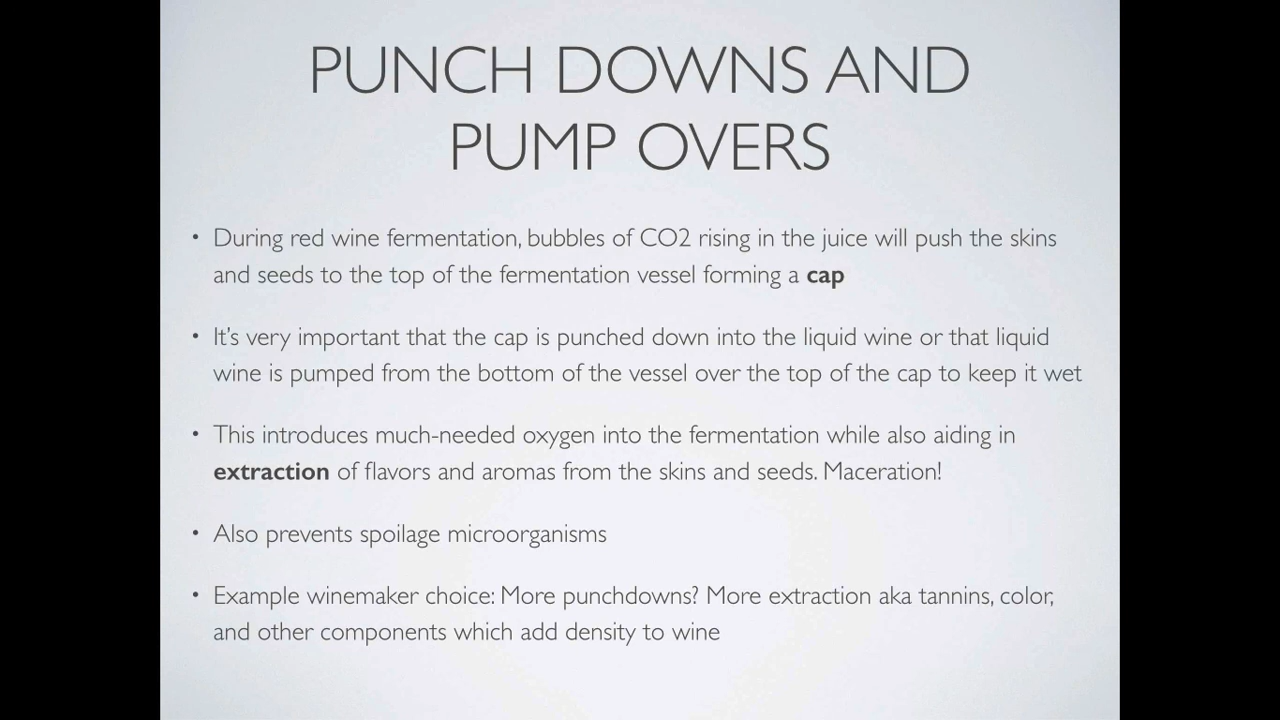 PUNCH DOWNS AND
PUMP OVERS
• During red wine fermentation, bubbles of CO2 rising in the juice will push the skins
and seeds to the top of the fermentation vessel forming a cap
• It's very important that the cap is punched down into the liquid wine or that liquid
wine is pumped from the bottom of the vessel over the top of the cap to keep it wet
• This introduces much-needed oxygen into the fermentation while also aiding in
extraction of flavors and aromas from the skins and seeds. Maceration!
• Also prevents spoilage microorganisms
• Example winemaker choice: More punchdowns? More extraction aka tannins, color,
and other components which add density to wine